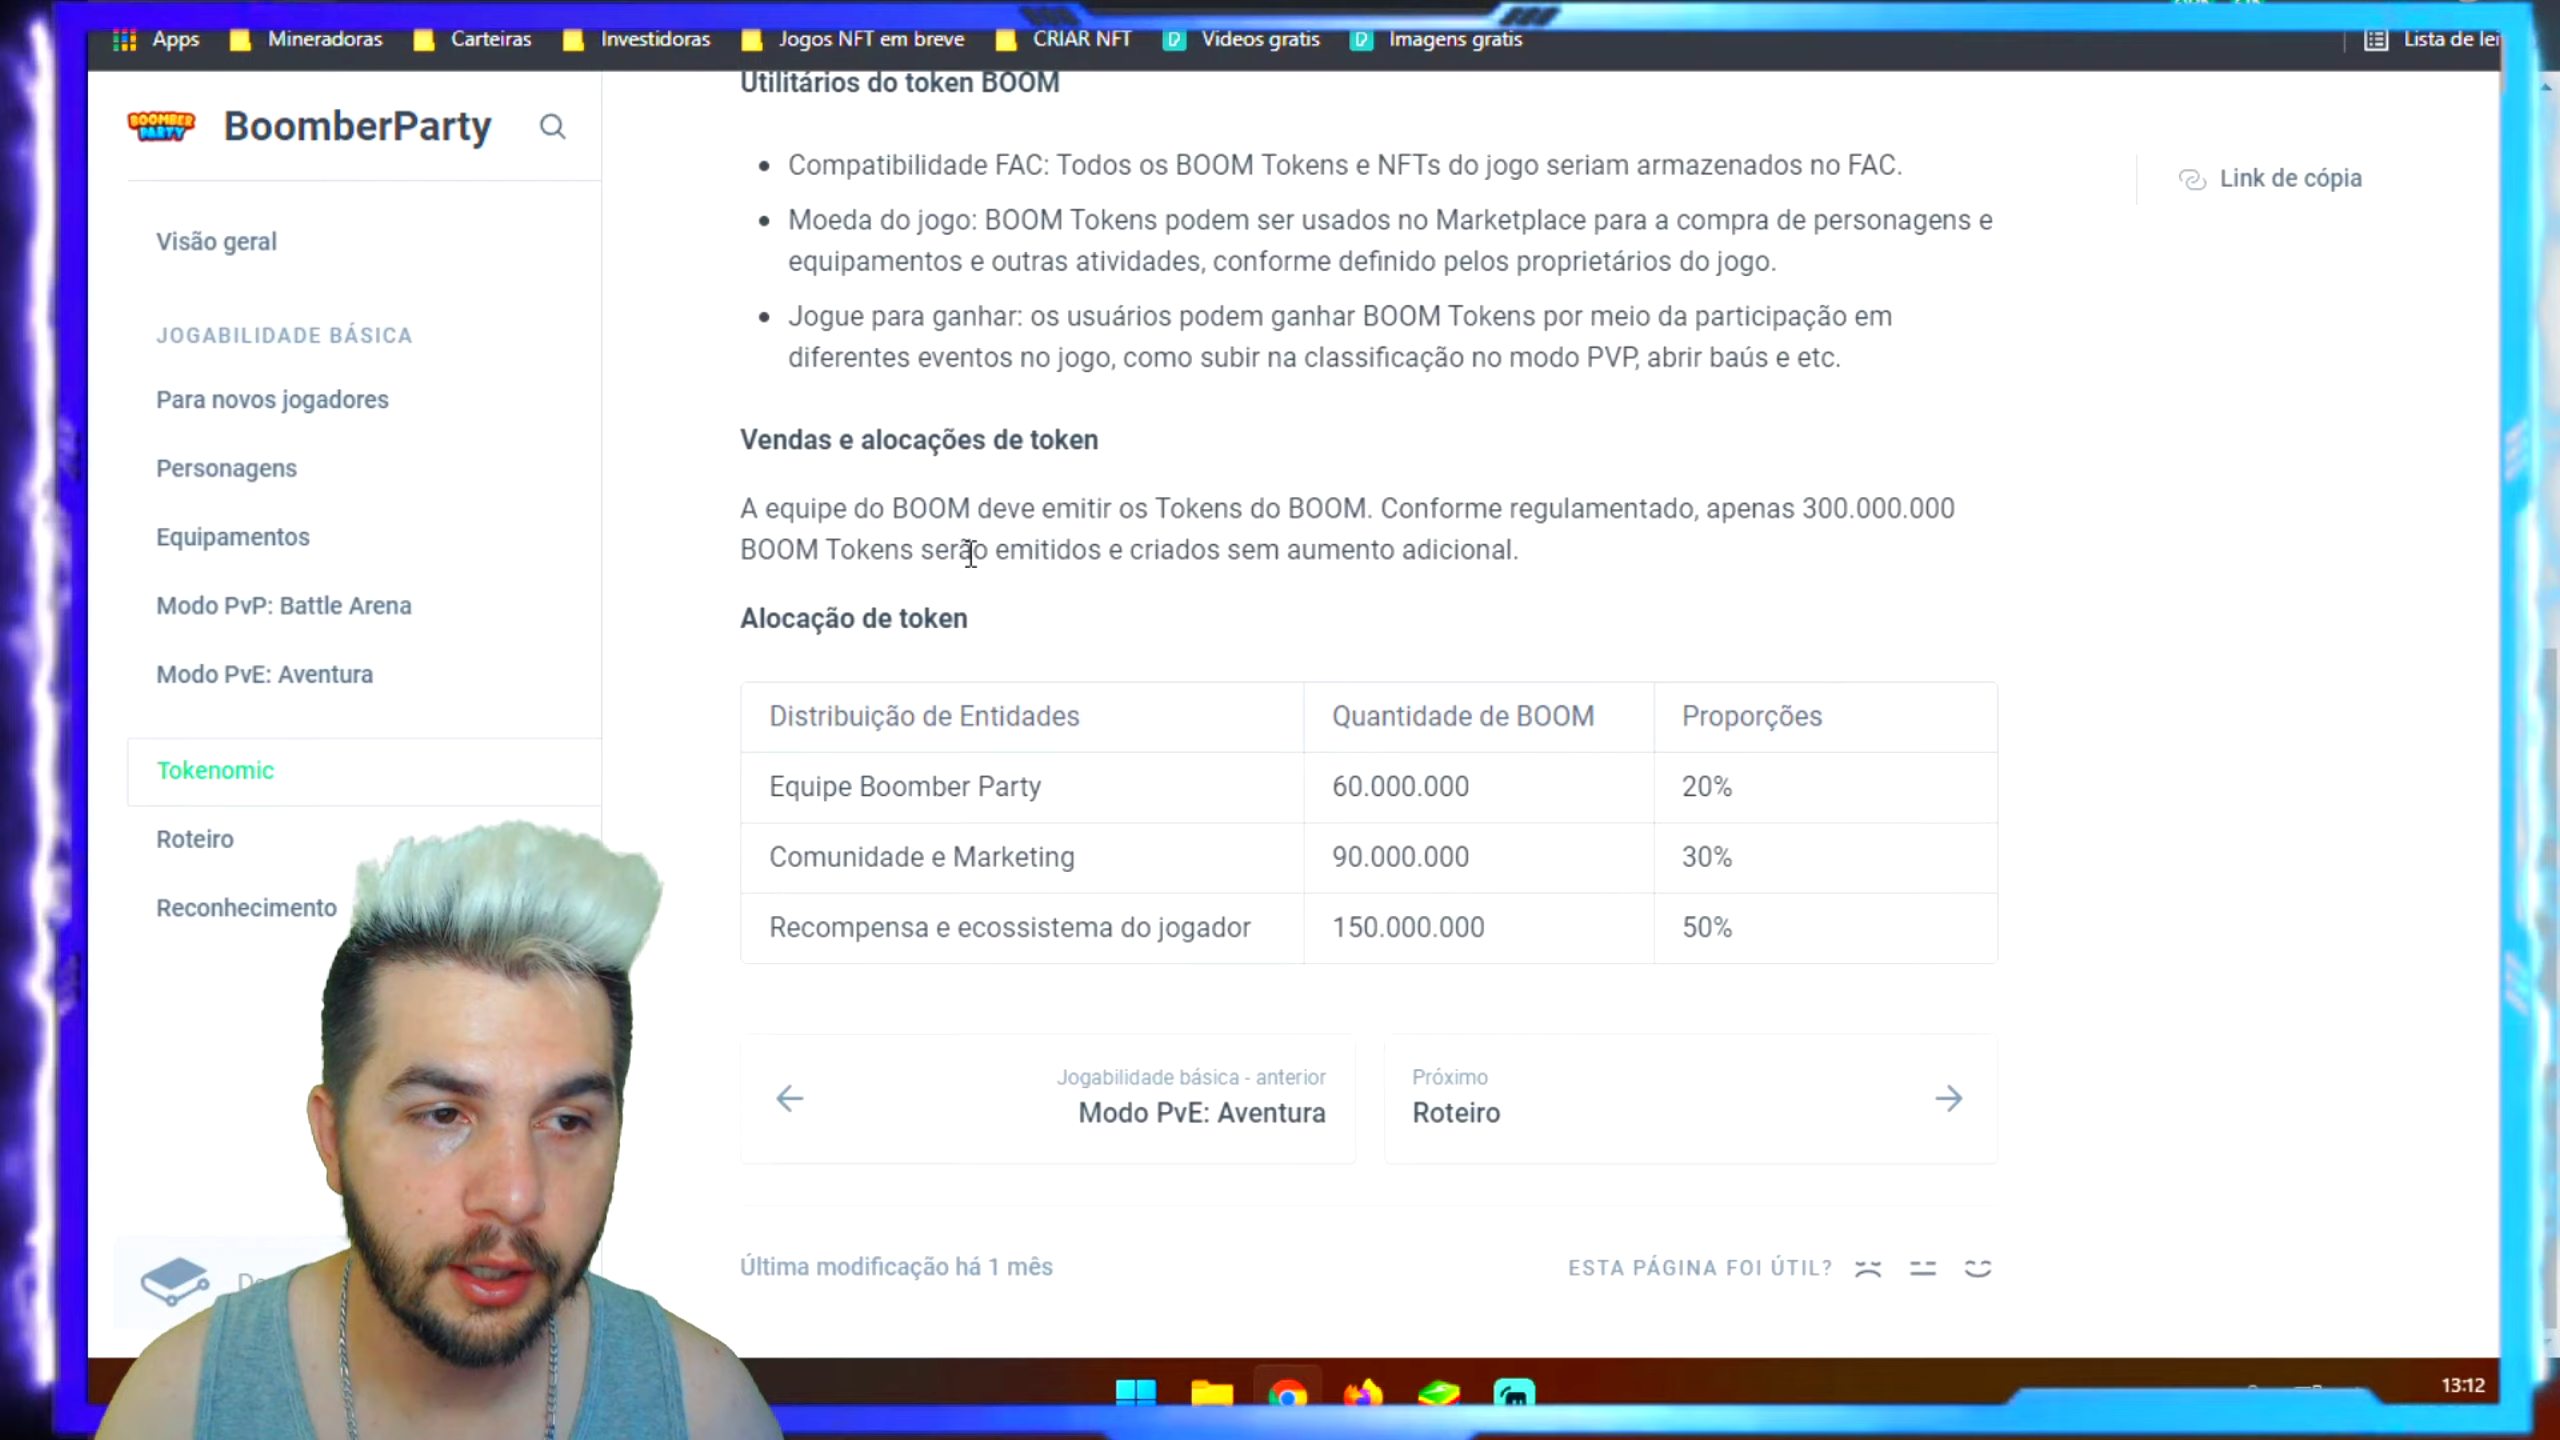 Apps
Mineradoras
Carteiras
Investidoras
Jogos NFT em breve
CRIAR NFT
Videos gratis
Imagens gratis
Lista de lei
BOOMBER
PARTY
BoomberParty
Visão geral
JOGABILIDADE BÁSICA
Para novos jogadores
Personagens
Equipamentos
Modo PvP: Battle Arena
Modo PvE: Aventura
Tokenomic
Roteiro
Reconhecimento
Utilitários do token BOOM
Compatibilidade FAC: Todos os BOOM Tokens e NFTs do jogo seriam armazenados no FAC.
Moeda do jogo: BOOM Tokens podem ser usados no Marketplace para a compra de personagens e
equipamentos e outras atividades, conforme definido pelos proprietários do jogo.
Jogue para ganhar: os usuários podem ganhar BOOM Tokens por meio da participação em
diferentes eventos no jogo, como subir na classificação no modo PVP, abrir baús e etc.
Vendas e alocações de token
A equipe do BOOM deve emitir os Tokens do BOOM. Conforme regulamentado, apenas 300.000.000
BOOM Tokens serão emitidos e criados sem aumento adicional.
Alocação de token
Distribuição de Entidades Quantidade de BOOM Proporções
Equipe Boomber Party 60.000.000 20%
Comunidade e Marketing 90.000.000 30%
Recompensa e ecossistema do jogador 150.000.000 50%
Jogabilidade básica - anterior
Modo PvE: Aventura
Próximo
Roteiro
Última modificação há 1 mês
ESTA PÁGINA FOI ÚTIL?
Link de cópia
13:12